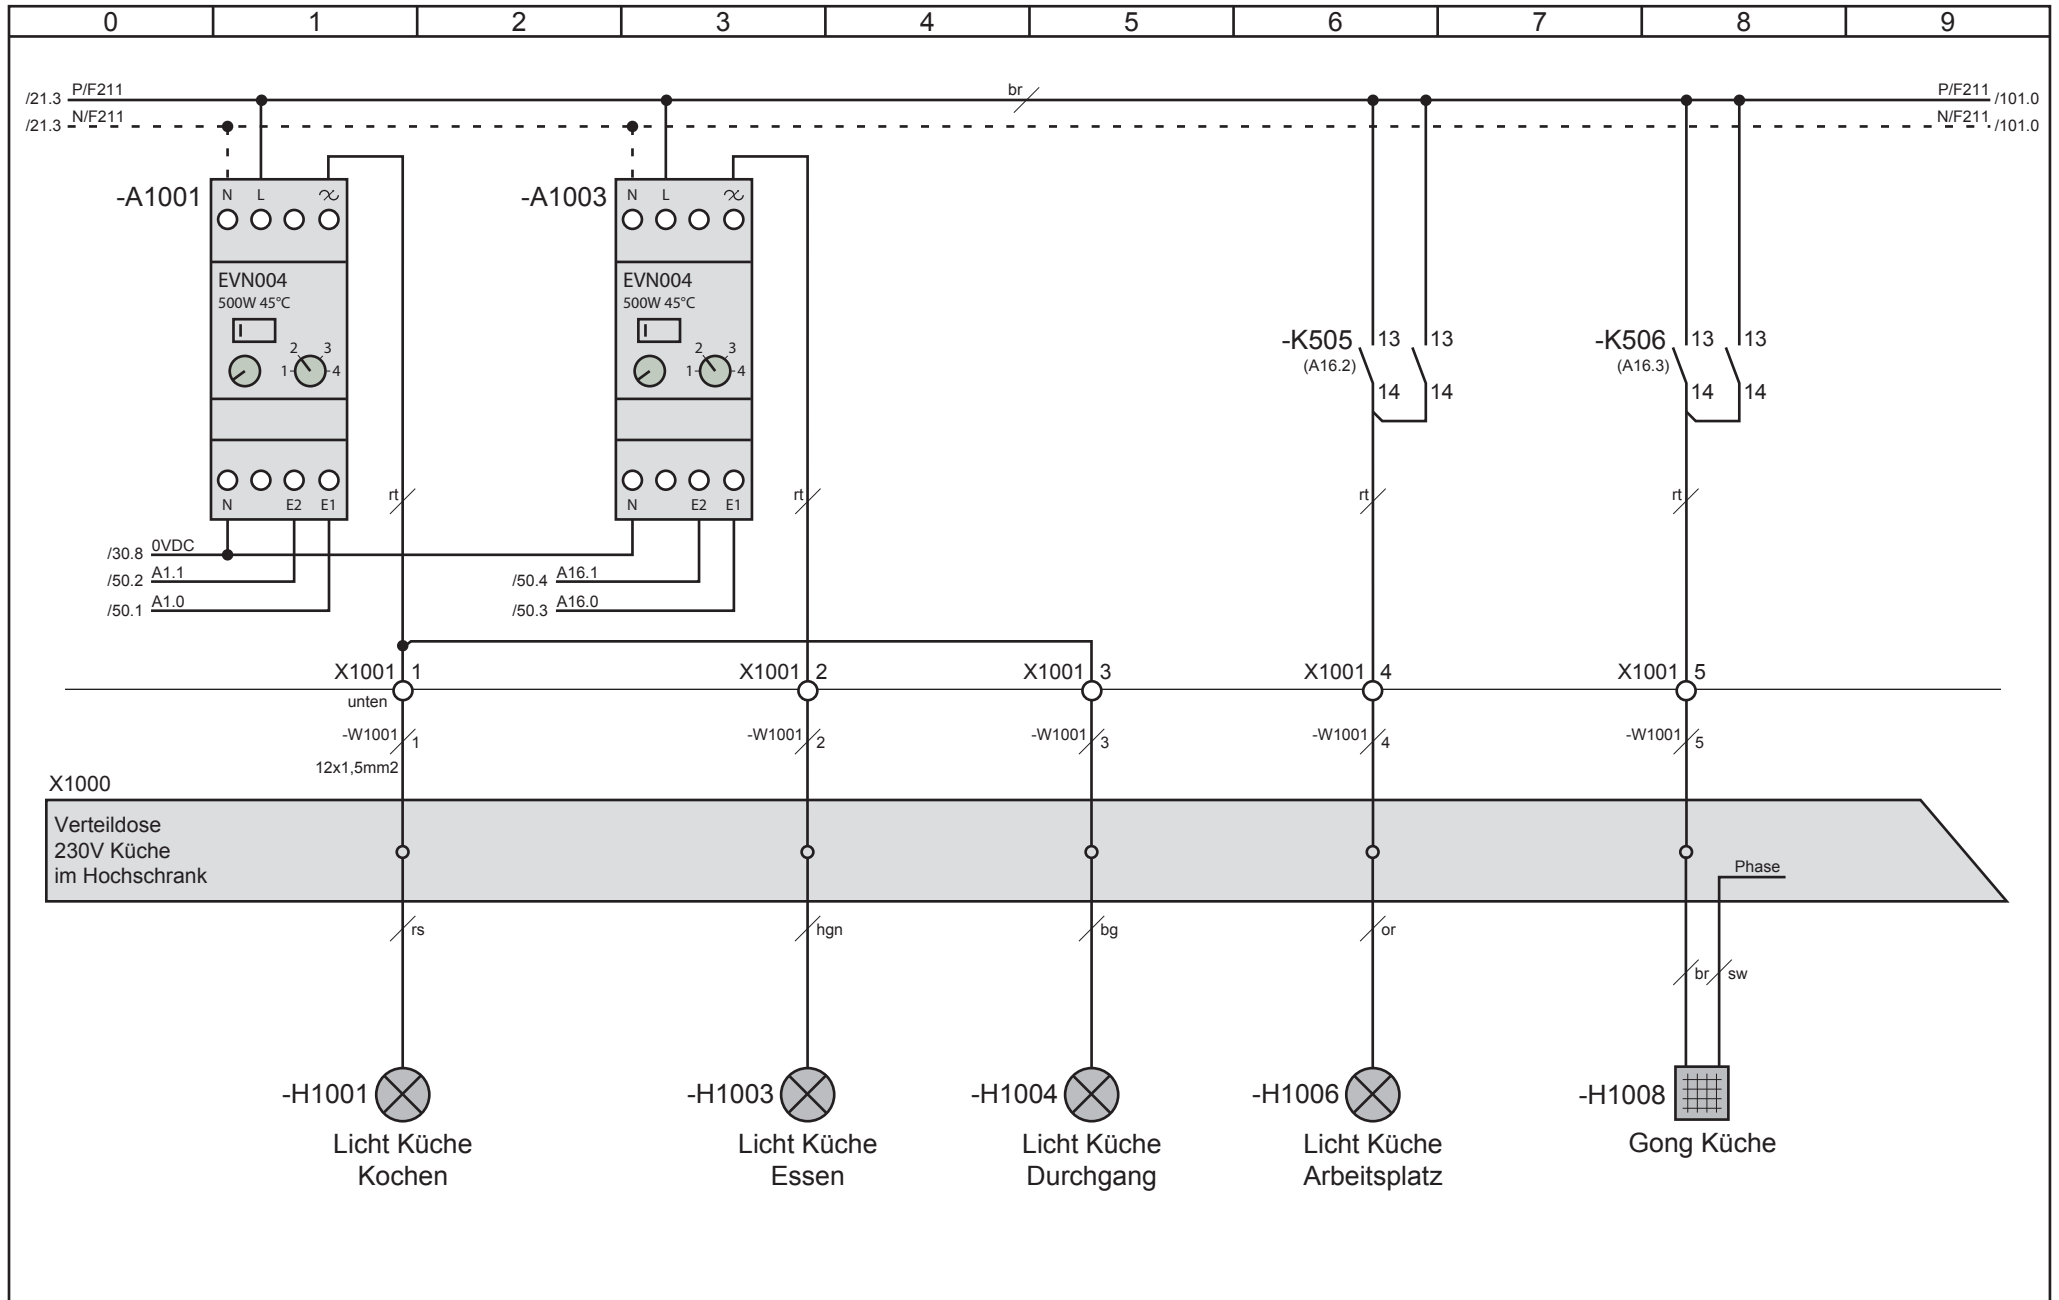 0 1 2 3 4 5 6 7 8 9
/21.3 P/F211 br P/F211 /101.0
/21.3 N/F211 N/F211 /101.0
-A1001 N L
-A1003 N L
EVN004
500W 45°C
2 3
1 4
EVN004
500W 45°C
2 3
1 4
-K505 13 13
(A16.2)
14 14
-K506 13 13
(A16.3)
14 14
rt rt rt rt
N E2 E1
N E2 E1
/30.8 0VDC
/50.2 A1.1
/50.1 A1.0
/50.4 A16.1
/50.3 A16.0
X1001 1
unten
X1001 2
X1001 3
X1001 4
X1001 5
-W1001 1
12x1,5mm2
-W1001 2
-W1001 3
-W1001 4
-W1001 5
X1000
Verteildose
230V Küche
im Hochschrank
Phase
rs hgn bg or
br sw
-H1001
Licht Küche
Kochen
-H1003
Licht Küche
Essen
-H1004
Licht Küche
Durchgang
-H1006
Licht Küche
Arbeitsplatz
-H1008
Gong Küche